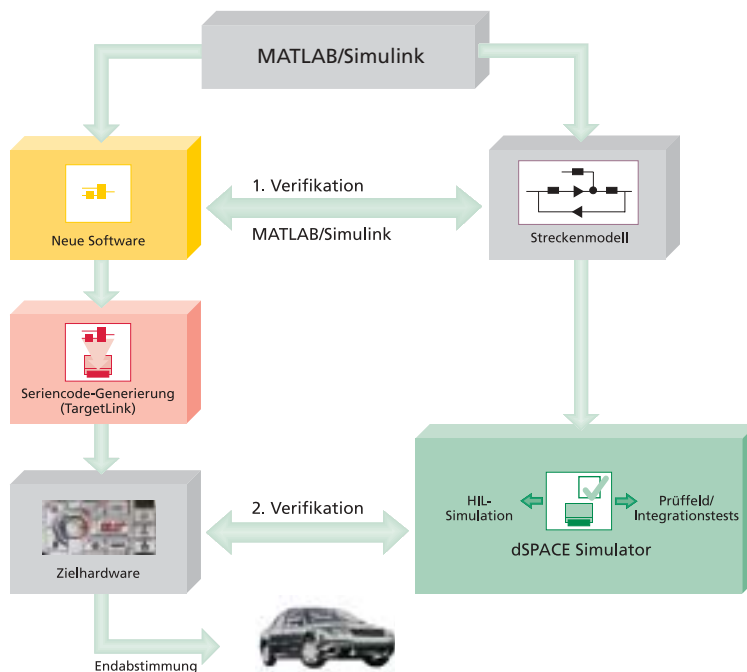 MATLAB/Simulink
1. Verifikation
MATLAB/Simulink
Neue Software
Streckenmodell
Seriencode-Generierung
(TargetLink)
2. Verifikation
HIL-
Simulation
Prüffeld/
Integrationstests
dSPACE Simulator
Zielhardware
Endabstimmung